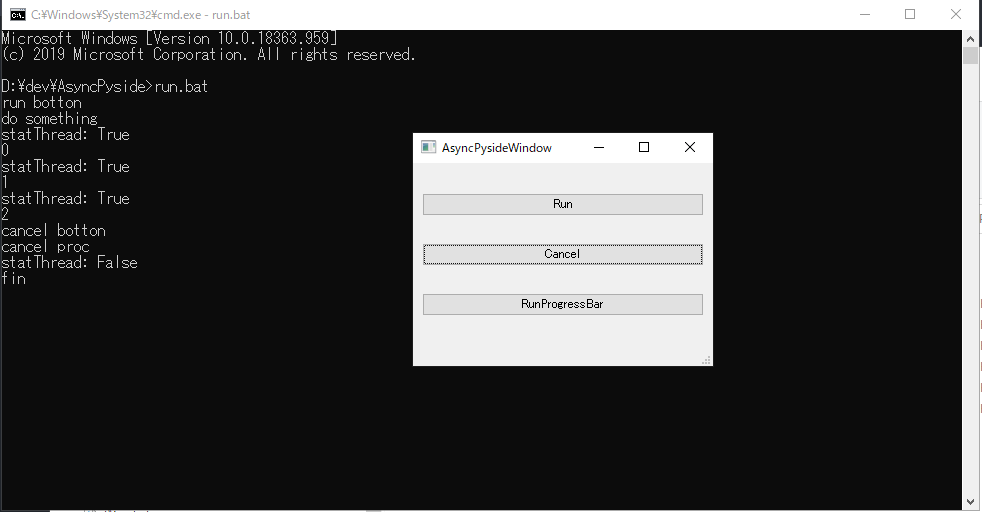 C:¥Windows¥System32¥cmd.exe - run.bat
Microsoft Windows [Version 10.0.18363.959]
(c) 2019 Microsoft Corporation. All rights reserved.
D:¥dev¥AsyncPyside>run.bat
run botton
do something
statThread: True
0
statThread: True
1
statThread: True
2
cancel botton
cancel proc
statThread: False
fin
AsyncPysideWindow
Run
Cancel
RunProgressBar